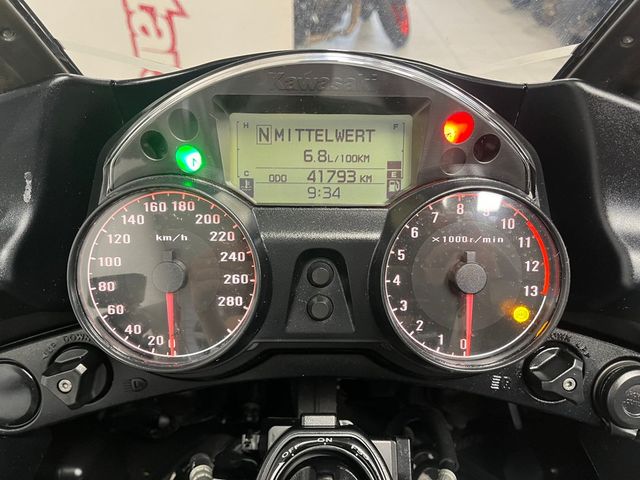 Kawasaki
H N MITTELWERT F
6.8L/100KM
C ODO 41793 KM E
9:34
0 20 40 60 80 100 120 140 160 180 200 220 240 260 280
km/h
0 1 2 3 4 5 6 7 8 9 10 11 12 13
x1000r/min
OFF ON